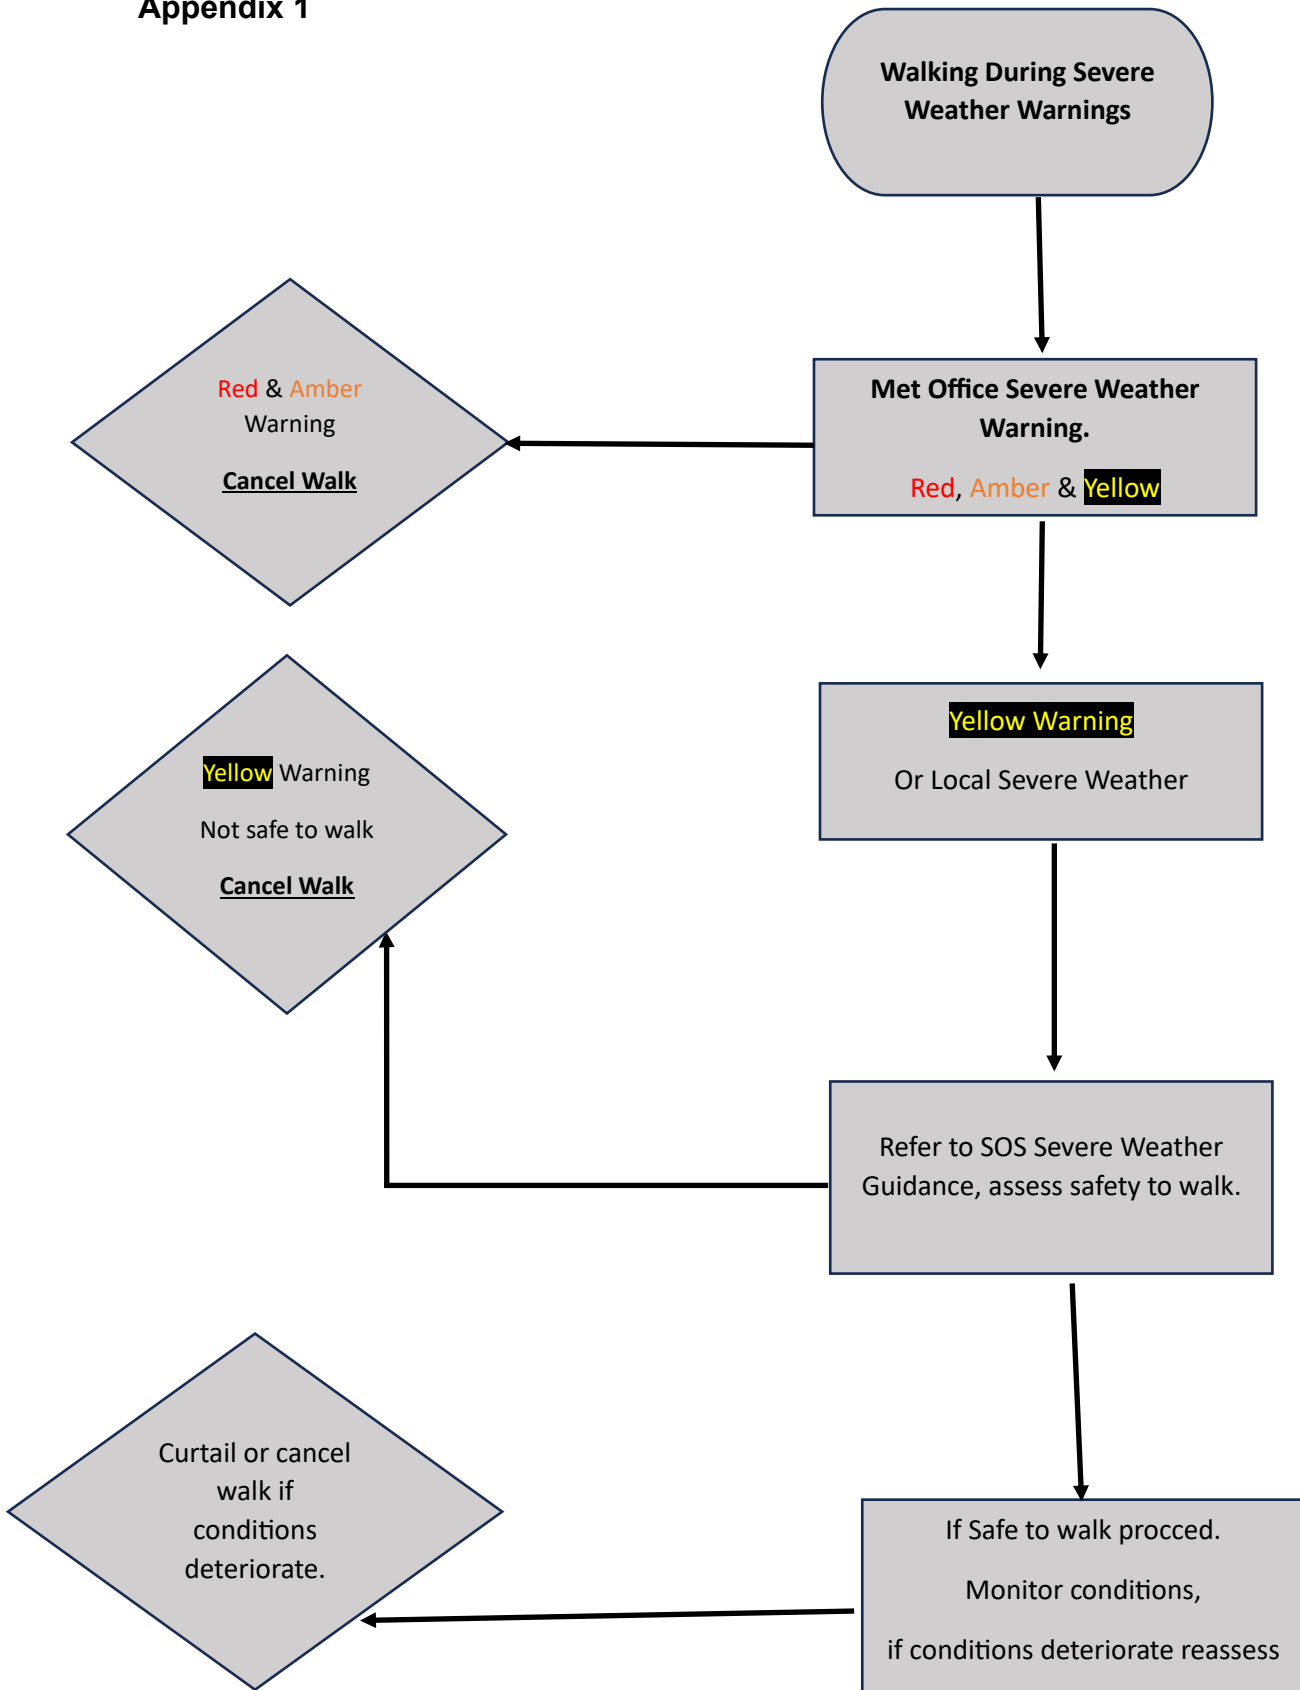 Appendix 1
Walking During Severe
Weather Warnings
Red & Amber
Warning
Cancel Walk
Met Office Severe Weather
Warning.
Red, Amber & Yellow
Yellow Warning
Or Local Severe Weather
Yellow Warning
Not safe to walk
Cancel Walk
Refer to SOS Severe Weather
Guidance, assess safety to walk.
Curtail or cancel
walk if
conditions
deteriorate.
If Safe to walk procced.
Monitor conditions,
if conditions deteriorate reassess